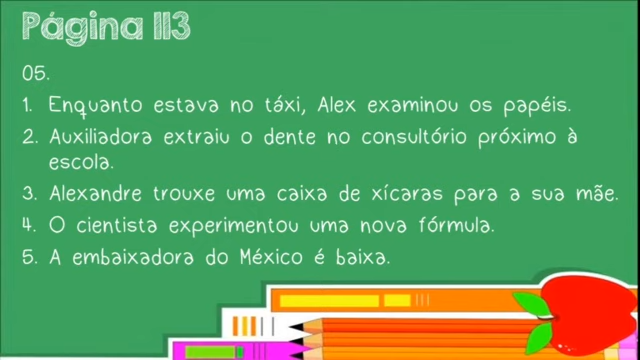 Página 113
05.
1. Enquanto estava no táxi, Alex examinou os papéis.
2. Auxiliadora extraiu o dente no consultório próximo à
escola.
3. Alexandre trouxe uma caixa de xícaras para a sua mãe.
4. O cientista experimentou uma nova fórmula.
5. A embaixadora do México é baixa.